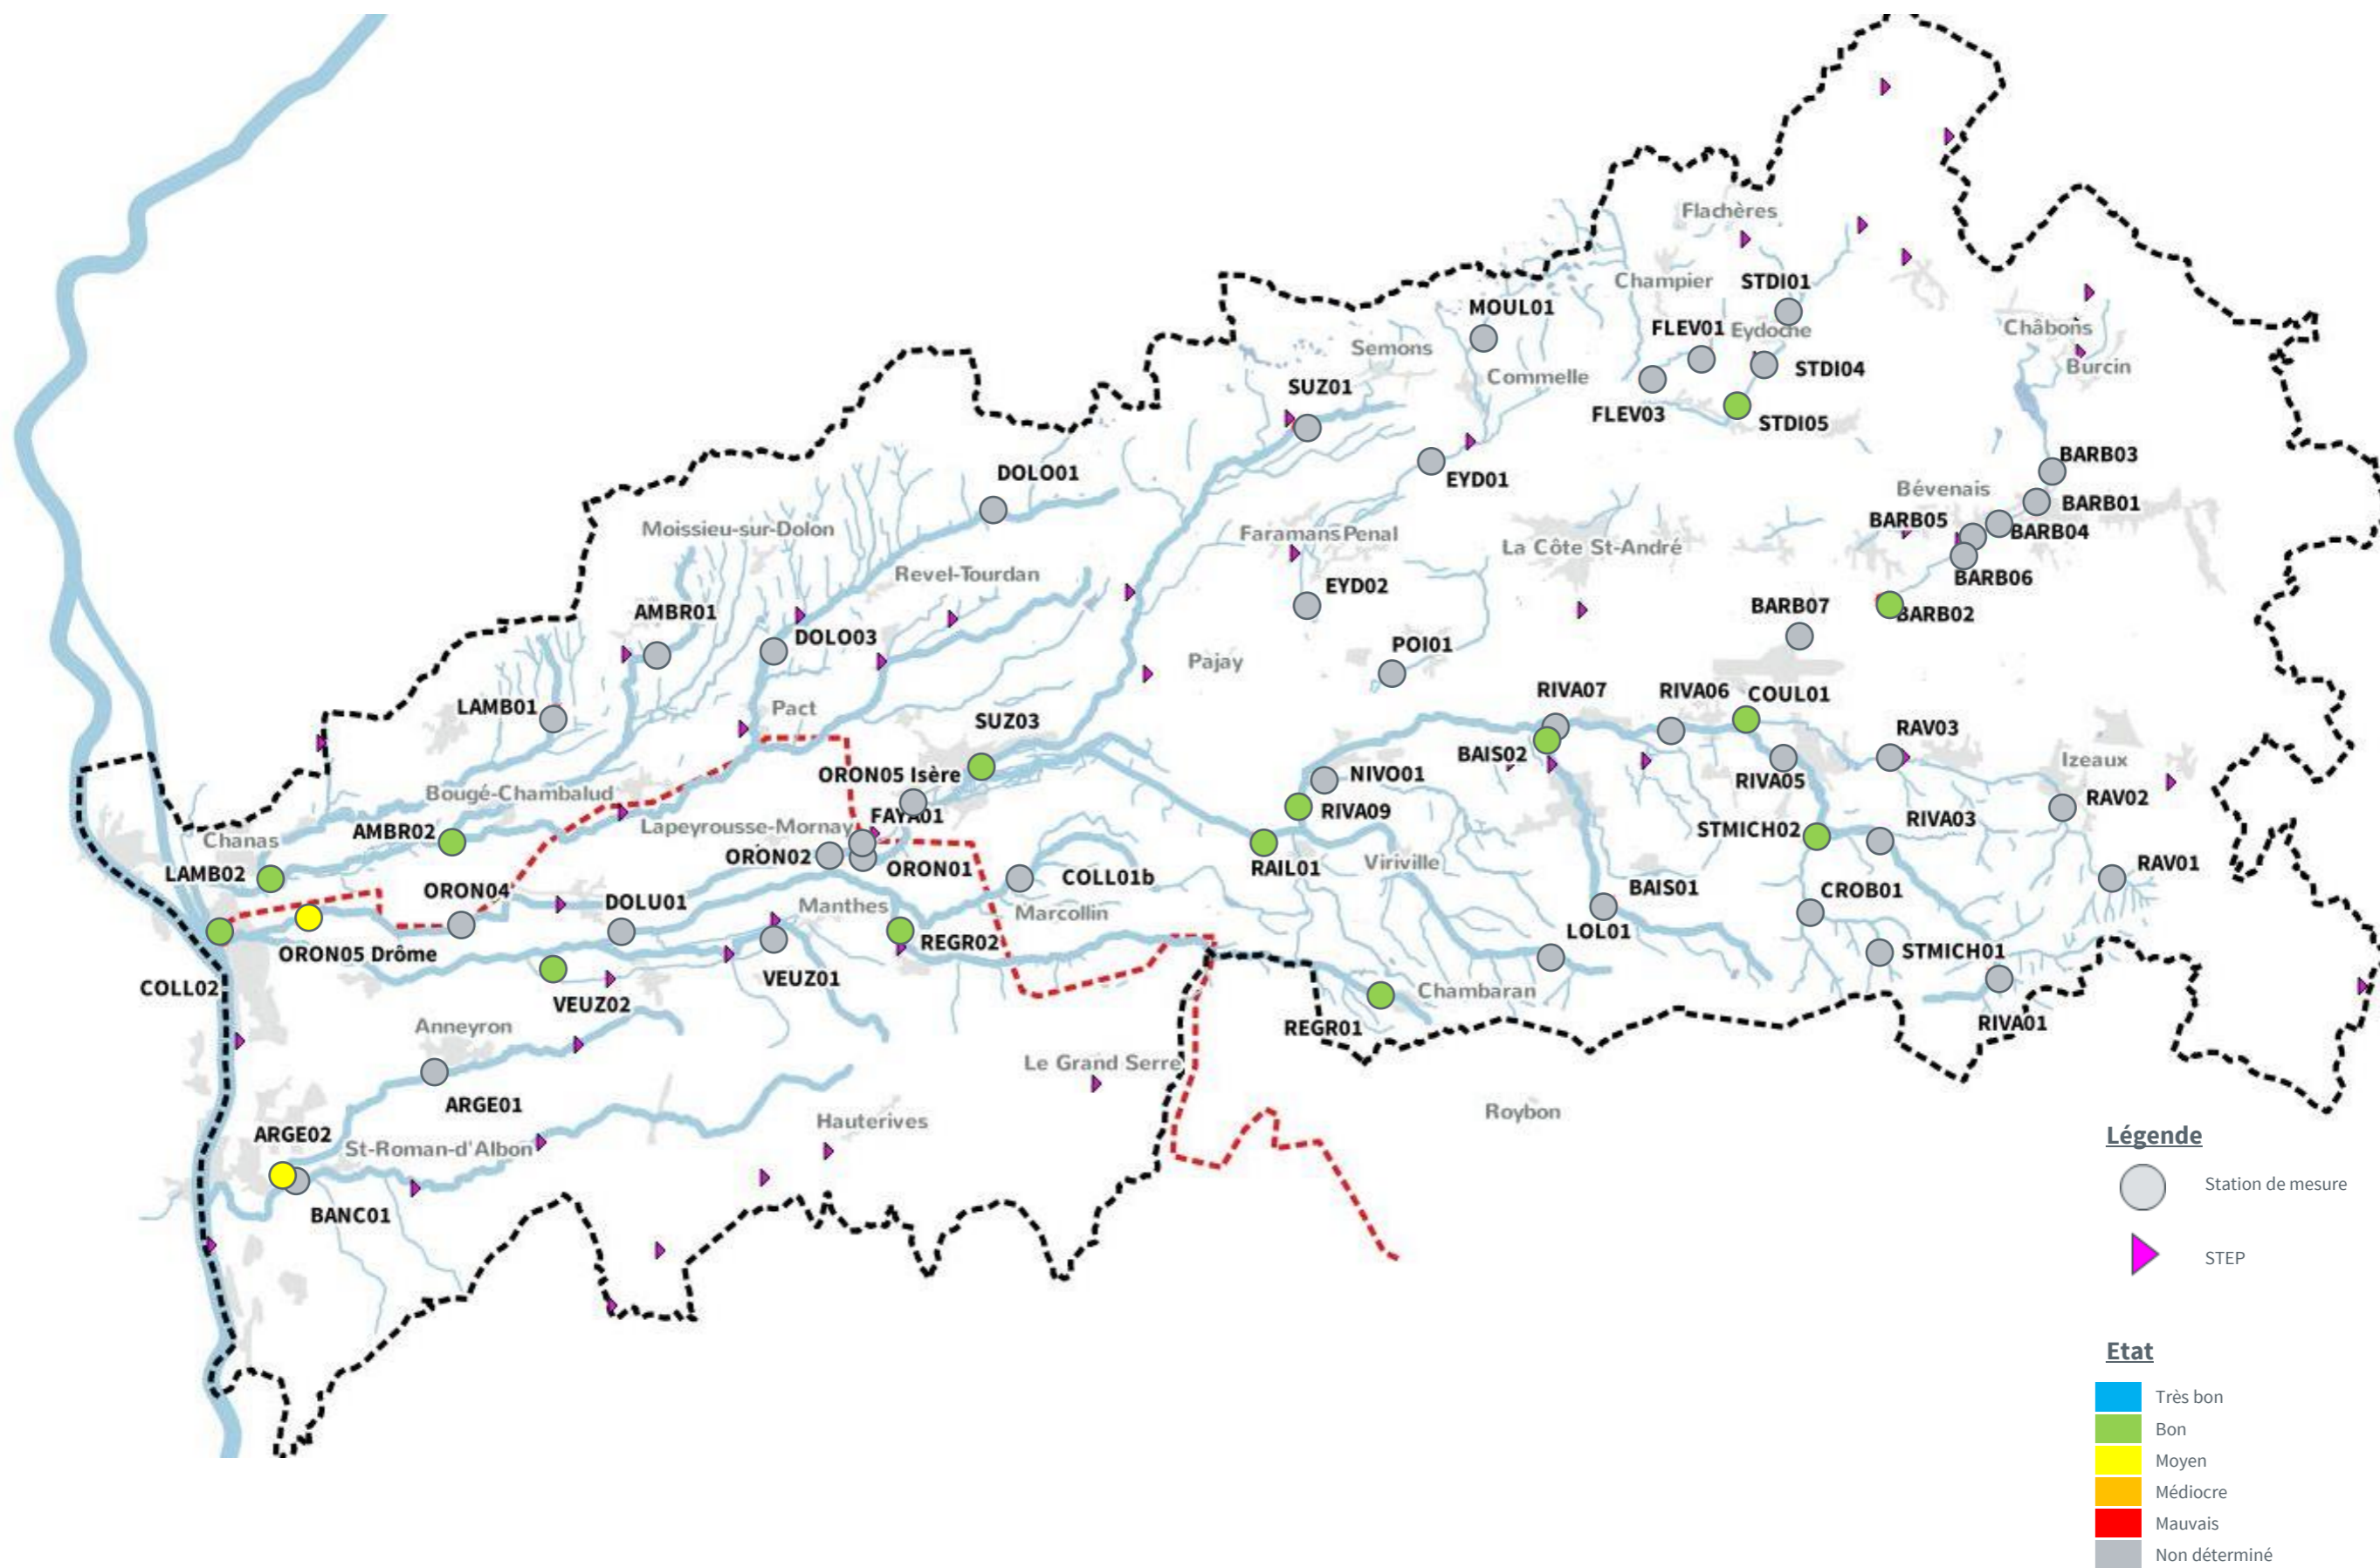 Flachères
Champier
STDI01
MOUL01
FLEV01
Eydoche
Châbons
Semons
Burcin
STDI04
Commelle
SUZ01
FLEV03
STDI05
BARB03
DOLO01
EYD01
Bévenais
BARB01
BARB05
Moissieu-sur-Dolon
Faramans
Penal
BARB04
La Côte St-André
Revel-Tourdan
BARB06
EYD02
AMBR01
BARB07
BARB02
DOLO03
POI01
Pajay
RIVA07
RIVA06
COUL01
LAMB01
Pact
SUZ03
RAV03
BAIS02
Izeaux
ORON05 Isère
NIVO01
RIVA05
Bougé-Chambalud
RAV02
RIVA09
FAYA01
RIVA03
Lapeyrousse-Mornay
AMBR02
STMICH02
Chanas
ORON02
Viriville
RAV01
ORON01
RAIL01
LAMB02
COLL01b
BAIS01
ORON04
CROB01
DOLU01
Manthes
Marcollin
LOL01
REGR02
ORON05 Drôme
STMICH01
VEUZ01
COLL02
Chambaran
VEUZ02
Anneyron
REGR01
RIVA01
Le Grand Serre
ARGE01
Roybon
Hauterives
ARGE02
St-Roman-d'Albon
BANC01
Légende
Station de mesure
STEP
Etat
Très bon
Bon
Moyen
Médiocre
Mauvais
Non déterminé